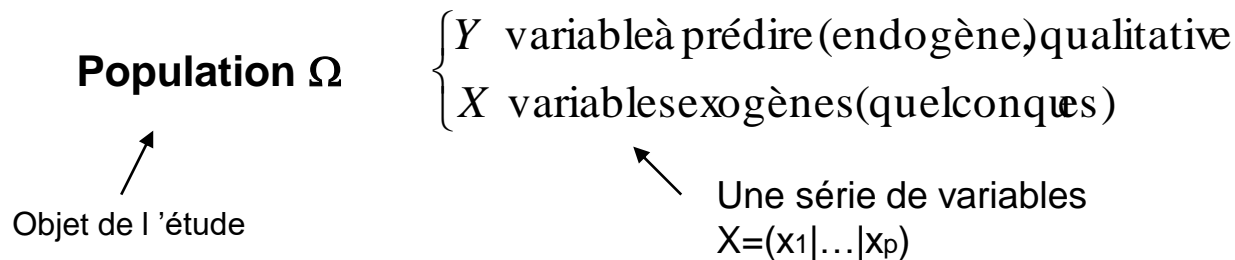 Population Ω
Y variableà prédire(endogène,)qualitative
X variablesexogènes(quelconques)
Objet de l ’étude
Une série de variables
X=(x1|…|xp)